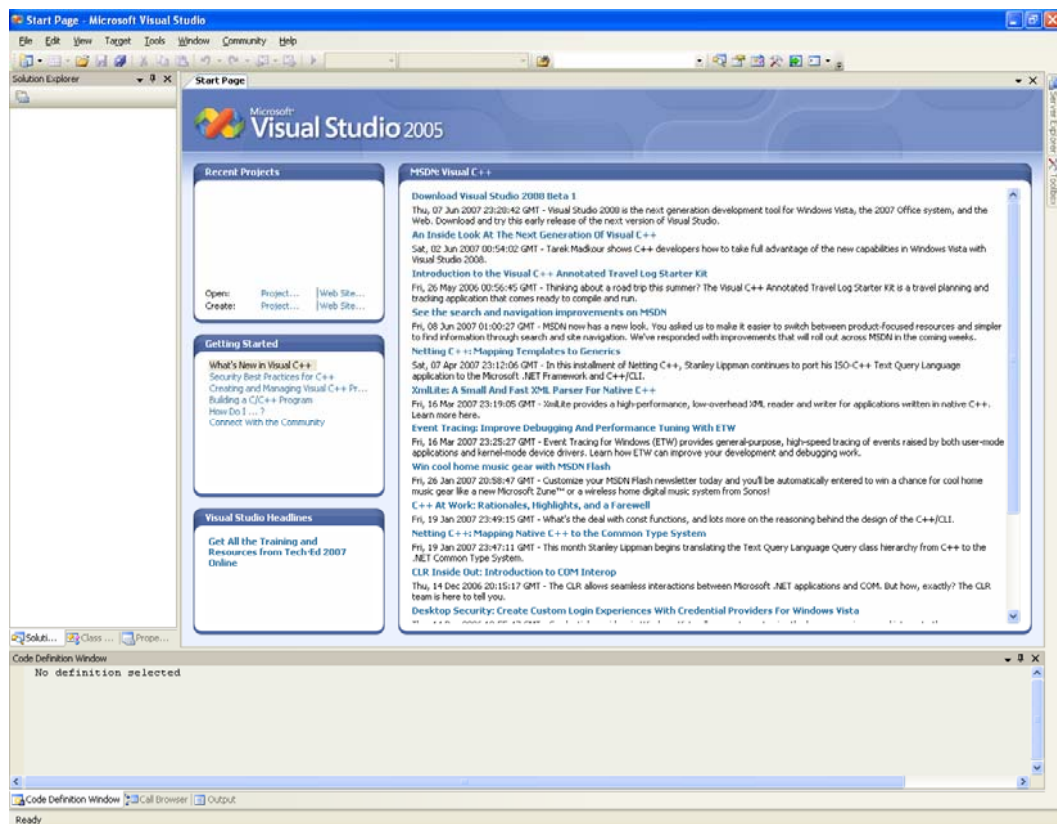 Start Page - Microsoft Visual Studio
File Edit View Target Tools Window Community Help
Solution Explorer
Start Page
Microsoft®
Visual Studio 2005
Recent Projects
Open: Project... |Web Site...
Create: Project... |Web Site...
Getting Started
What's New in Visual C++
Security Best Practices for C++
Creating and Managing Visual C++ Pr...
Building a C/C++ Program
How Do I ... ?
Connect With the Community
Visual Studio Headlines
Get All the Training and
Resources from Tech·Ed 2007
Online
MSDN: Visual C++
Download Visual Studio 2008 Beta 1
Thu, 07 Jun 2007 23:28:42 GMT - Visual Studio 2008 is the next generation development tool for Windows Vista, the 2007 Office system, and the
Web. Download and try this early release of the next version of Visual Studio.
An Inside Look At The Next Generation Of Visual C++
Sat, 02 Jun 2007 00:54:02 GMT - Tarek Madkour shows C++ developers how to take full advantage of the new capabilities in Windows Vista with
Visual Studio 2008.
Introduction to the Visual C++ Annotated Travel Log Starter Kit
Fri, 26 May 2006 00:56:45 GMT - Thinking about a road trip this summer? The Visual C++ Annotated Travel Log Starter Kit is a travel planning and
tracking application that comes ready to compile and run.
See the search and navigation improvements on MSDN
Fri, 08 Jun 2007 01:00:27 GMT - MSDN now has a new look. You asked us to make it easier to switch between product-focused resources and simpler
to find information through search and site navigation. We've responded with improvements that will roll out across MSDN in the coming weeks.
Netting C++: Mapping Templates to Generics
Sat, 07 Apr 2007 23:12:06 GMT - In this installment of Netting C++, Stanley Lippman continues to port his ISO-C++ Text Query Language
application to the Microsoft .NET Framework and C++/CLI.
XmlLite: A Small And Fast XML Parser For Native C++
Fri, 16 Mar 2007 23:19:05 GMT - XmlLite provides a high-performance, low-overhead XML reader and writer for applications written in native C++.
Learn more here.
Event Tracing: Improve Debugging And Performance Tuning With ETW
Fri, 16 Mar 2007 23:25:27 GMT - Event Tracing for Windows (ETW) provides general-purpose, high-speed tracing of events raised by both user-mode
applications and kernel-mode device drivers. Learn how ETW can improve your development and debugging work.
Win cool home music gear with MSDN Flash
Fri, 26 Jan 2007 20:58:47 GMT - Customize your MSDN Flash newsletter today and you'll be automatically entered to win a chance for cool home
music gear like a new Microsoft Zune™ or a wireless home digital music system from Sonos!
C++ At Work: Rationales, Highlights, and a Farewell
Fri, 19 Jan 2007 23:49:15 GMT - What's the deal with const functions, and lots more on the reasoning behind the design of the C++/CLI.
Netting C++: Mapping Native C++ to the Common Type System
Fri, 19 Jan 2007 23:47:11 GMT - This month Stanley Lippman begins translating the Text Query Language Query class hierarchy from C++ to the
.NET Common Type System.
CLR Inside Out: Introduction to COM Interop
Thu, 14 Dec 2006 20:15:17 GMT - The CLR allows seamless interactions between Microsoft .NET applications and COM. But how, exactly? The CLR
team is here to tell you.
Desktop Security: Create Custom Login Experiences With Credential Providers For Windows Vista
Server Explorer
Toolbox
Soluti... Class ... Prope...
Code Definition Window
No definition selected
Code Definition Window Call Browser Output
Ready